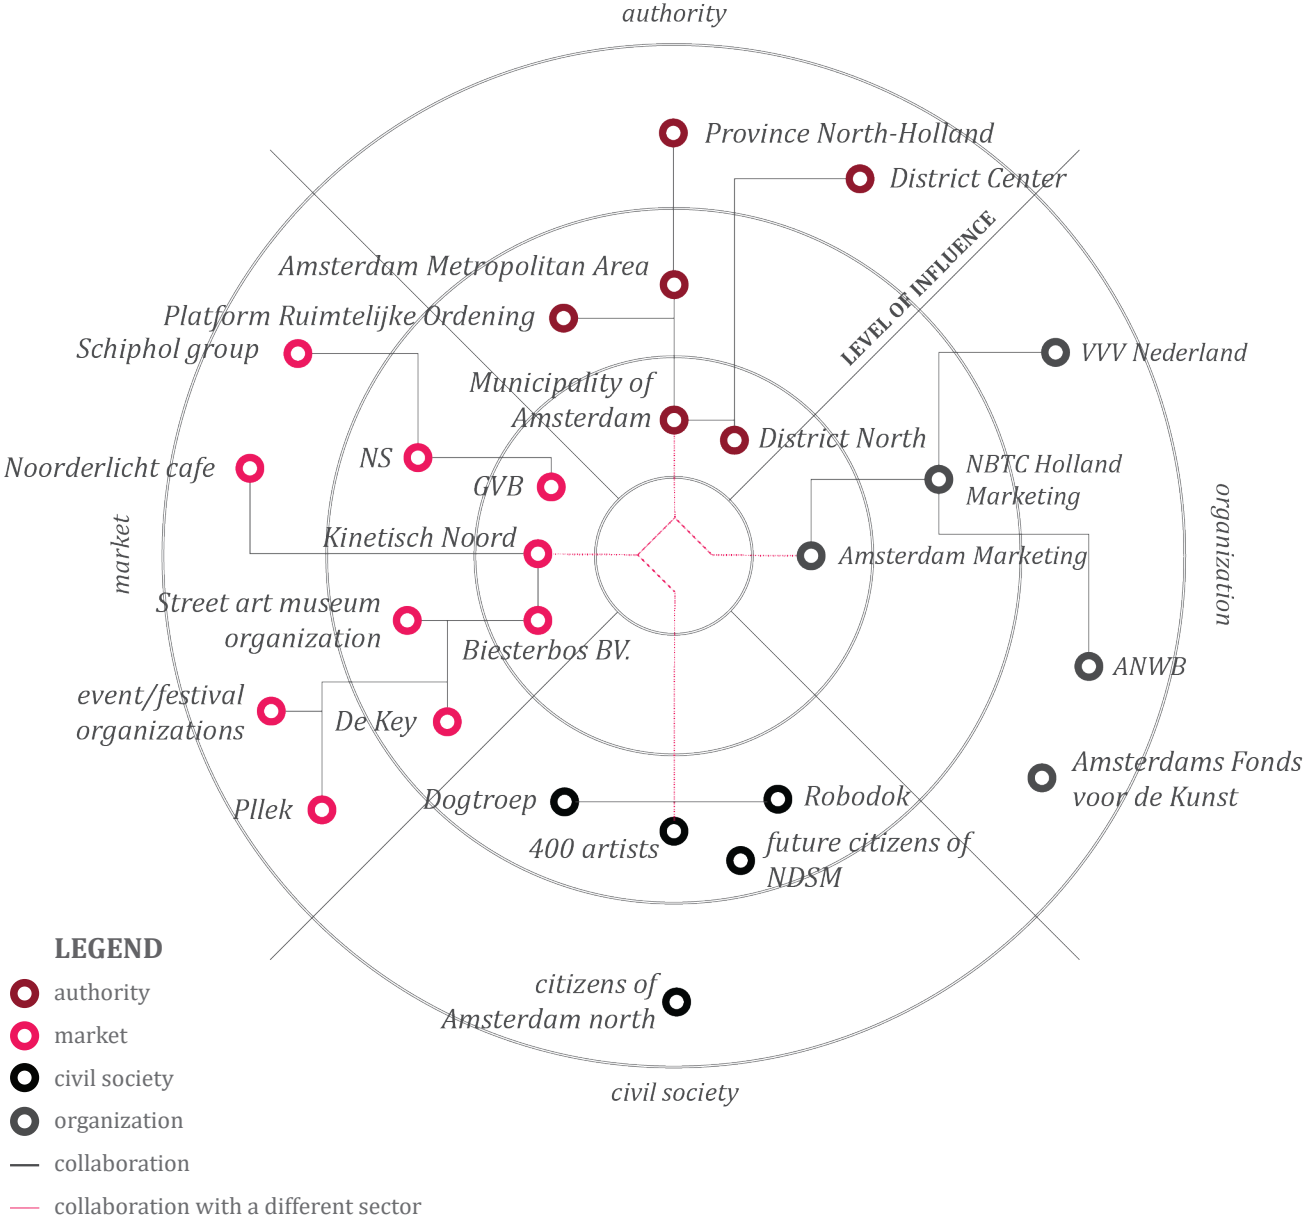 authority
Province North-Holland
District Center
LEVEL OF INFLUENCE
Amsterdam Metropolitan Area
Platform Ruimtelijke Ordening
Schiphol group
VVV Nederland
Municipality of
Amsterdam
District North
NS
Noorderlicht cafe
GVB
NBTC Holland
Marketing
market
organization
Kinetisch Noord
Amsterdam Marketing
Street art museum
organization
Biesterbos BV.
ANWB
event/festival
organizations
De Key
Pllek
Amsterdams Fonds
voor de Kunst
Dogtroep
Robodok
400 artists
future citizens of
NDSM
citizens of
Amsterdam north
civil society
LEGEND
authority
market
civil society
organization
collaboration
collaboration with a different sector